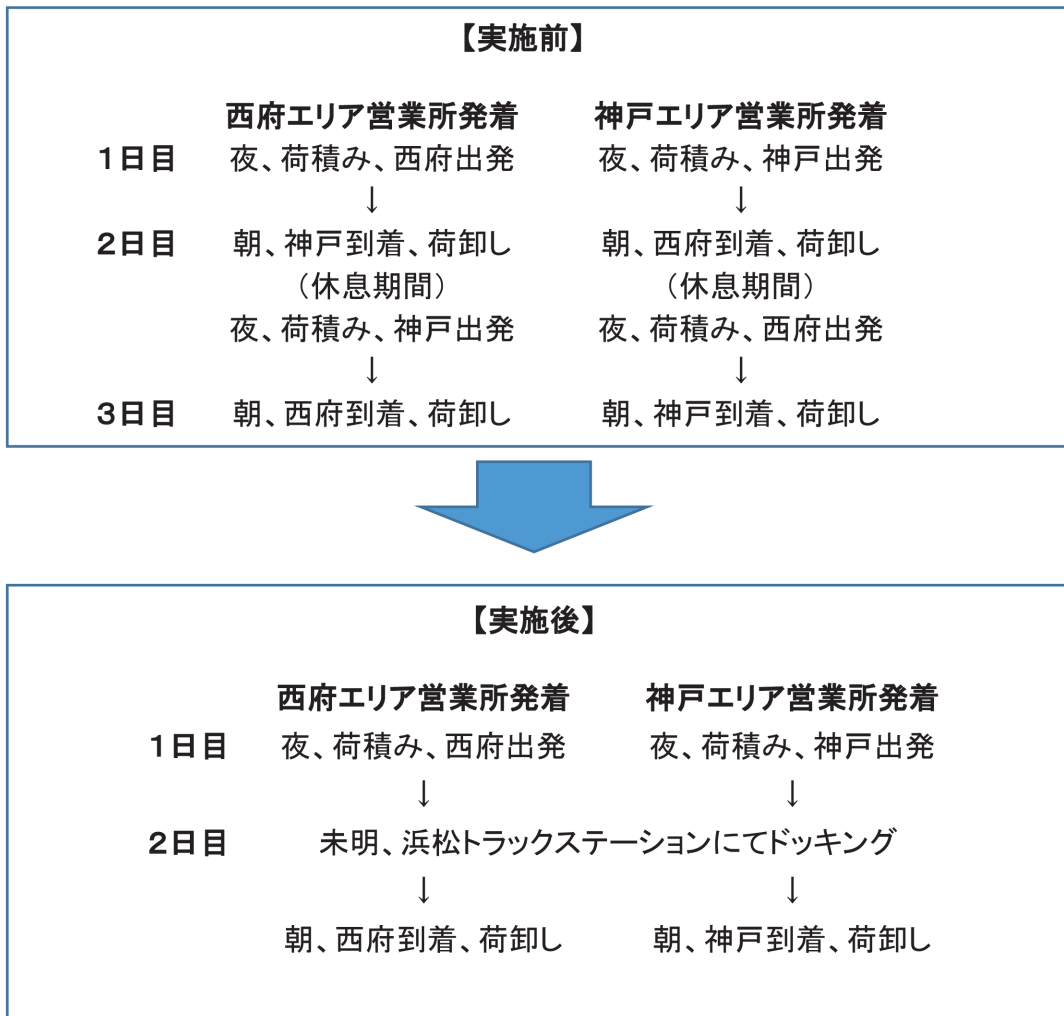 【実施前】
西府エリア営業所発着 神戸エリア営業所発着
1日目 夜、荷積み、西府出発 夜、荷積み、神戸出発
↓ ↓
2日目 朝、神戸到着、荷卸し 朝、西府到着、荷卸し
（休息期間） （休息期間）
夜、荷積み、神戸出発 夜、荷積み、西府出発
↓ ↓
3日目 朝、西府到着、荷卸し 朝、神戸到着、荷卸し
【実施後】
西府エリア営業所発着 神戸エリア営業所発着
1日目 夜、荷積み、西府出発 夜、荷積み、神戸出発
↓ ↓
2日目 未明、浜松トラックステーションにてドッキング
↓ ↓
朝、西府到着、荷卸し 朝、神戸到着、荷卸し